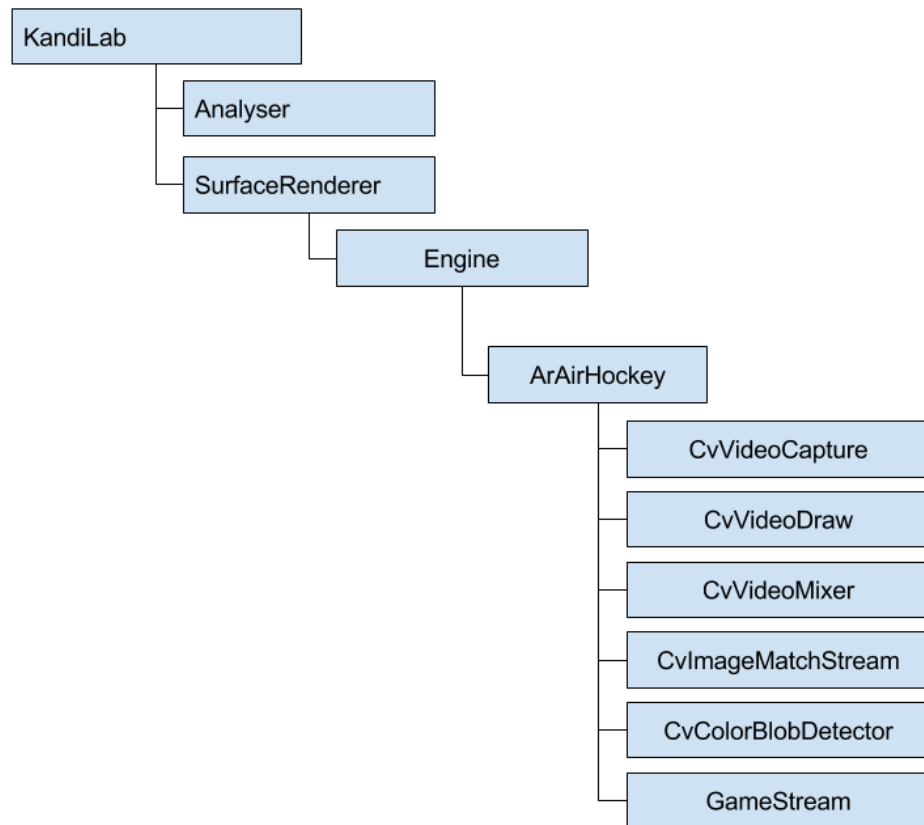 KandiLab
Analyser
SurfaceRenderer
Engine
ArAirHockey
CvVideoCapture
CvVideoDraw
CvVideoMixer
CvImageMatchStream
CvColorBlobDetector
GameStream